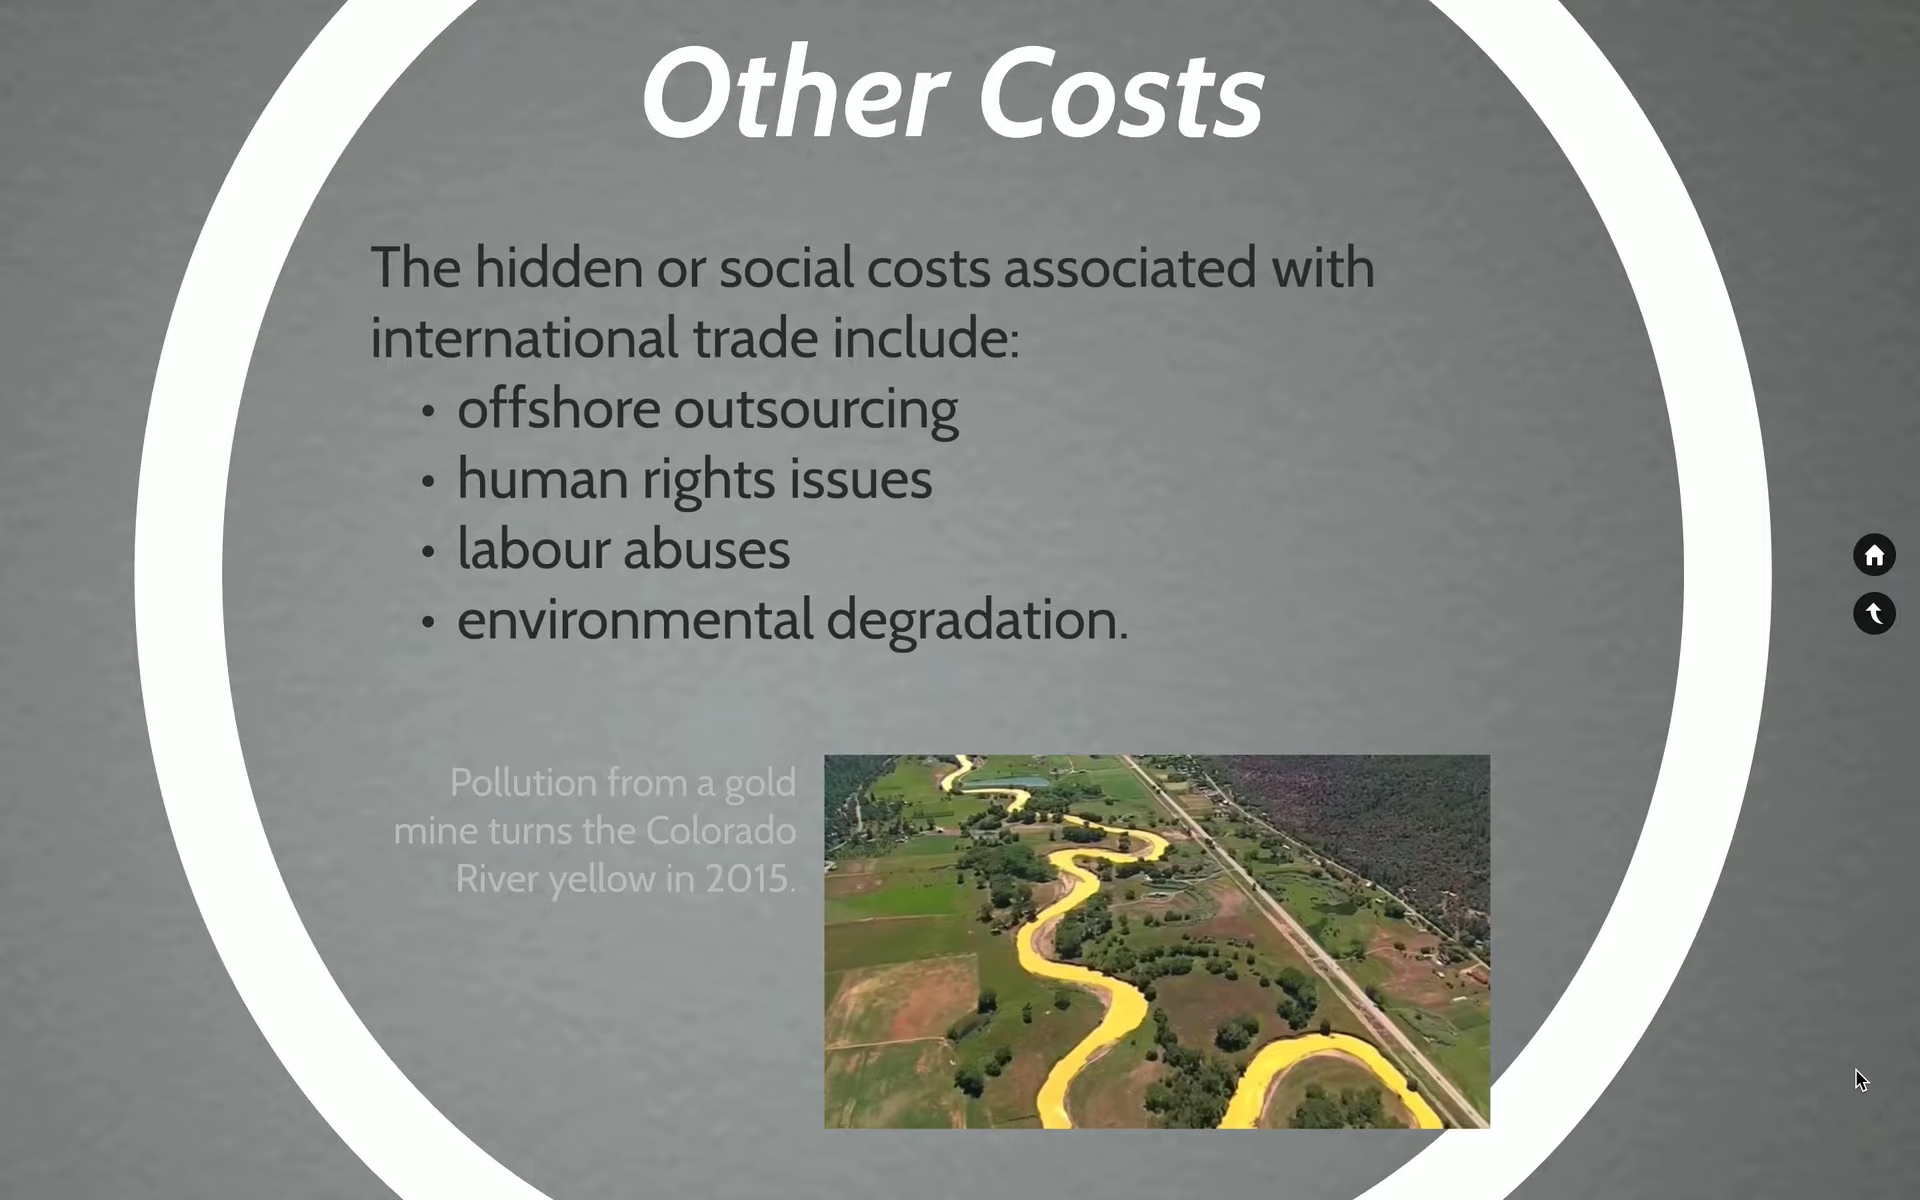 Other Costs
The hidden or social costs associated with
international trade include:
• offshore outsourcing
• human rights issues
• labour abuses
• environmental degradation.
Pollution from a gold
mine turns the Colorado
River yellow in 2015.